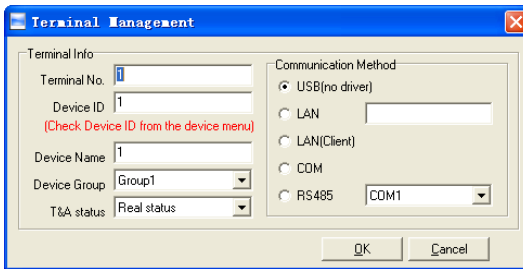 Terminal Management
Terminal Info
Terminal No. 1
Device ID 1
(Check Device ID from the device menu)
Device Name 1
Device Group Group1
T&A status Real status
Communication Method
USB(no driver)
LAN
LAN(Client)
COM
RS485 COM1
OK Cancel